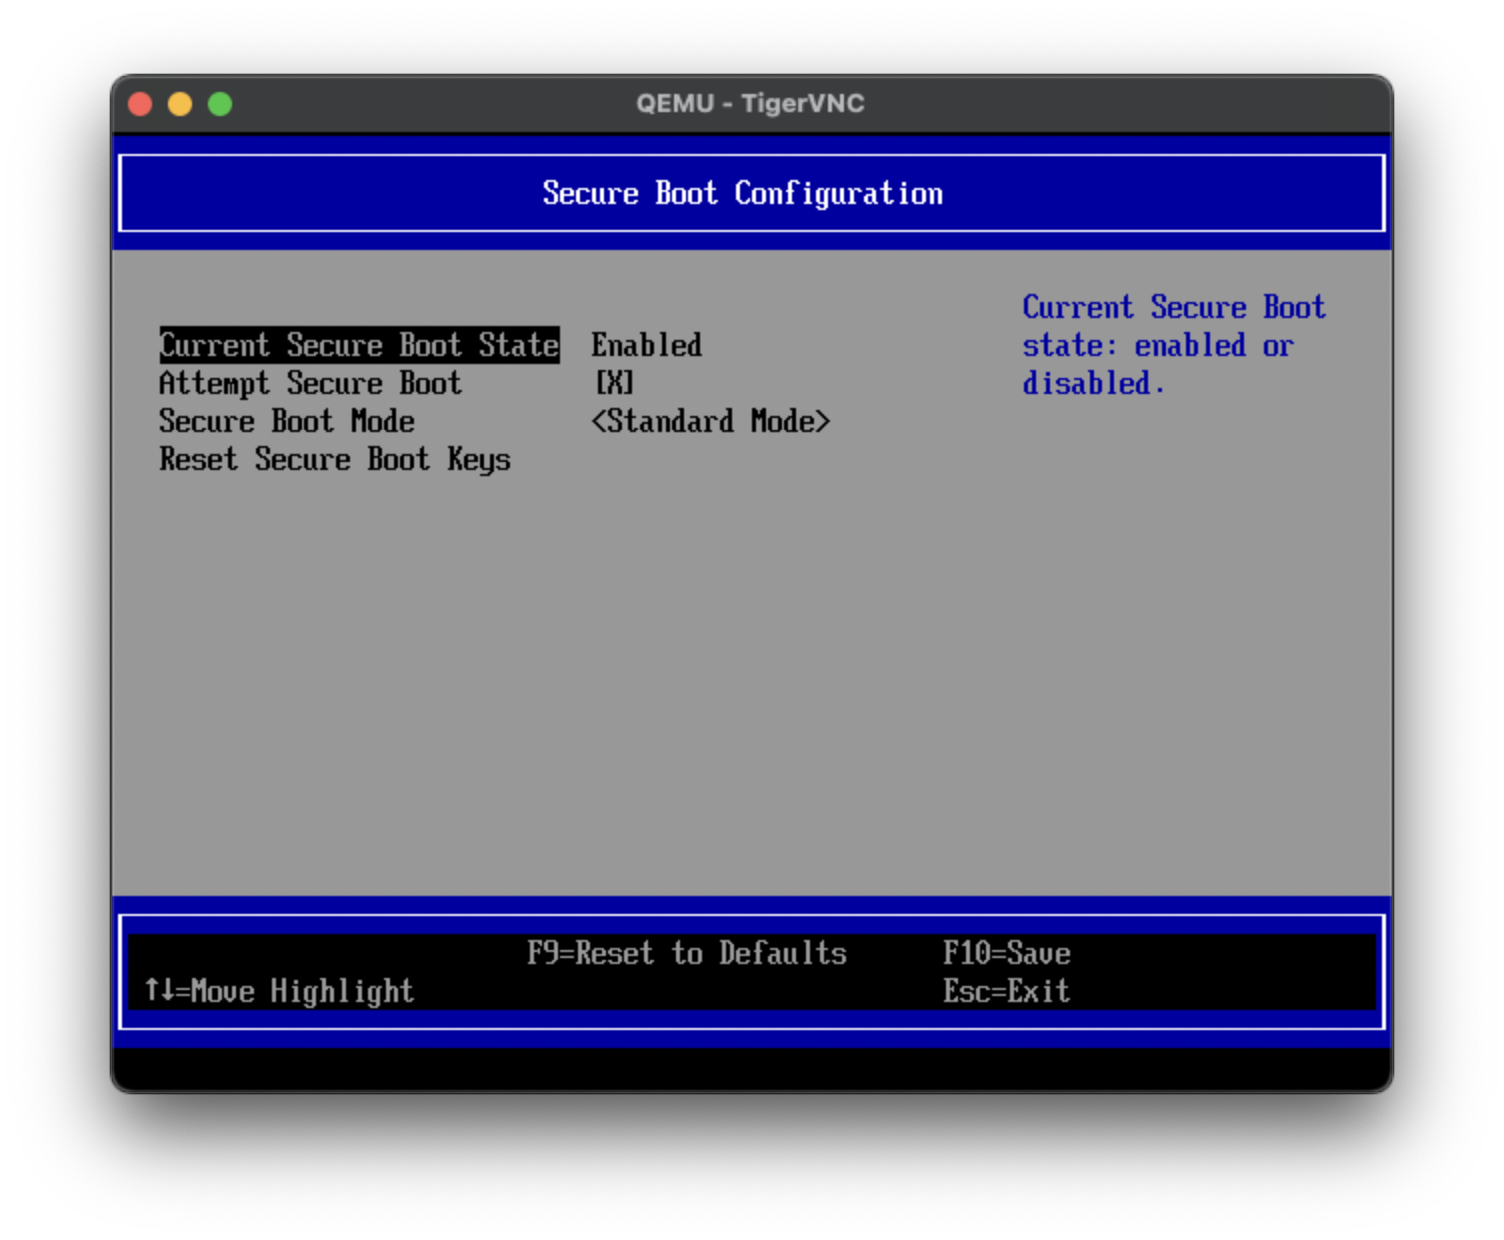 QEMU - TigerVNC
Secure Boot Configuration
Current Secure Boot State Enabled
Attempt Secure Boot [X]
Secure Boot Mode <Standard Mode>
Reset Secure Boot Keys
Current Secure Boot
state: enabled or
disabled.
F9=Reset to Defaults F10=Save
↑↓=Move Highlight Esc=Exit